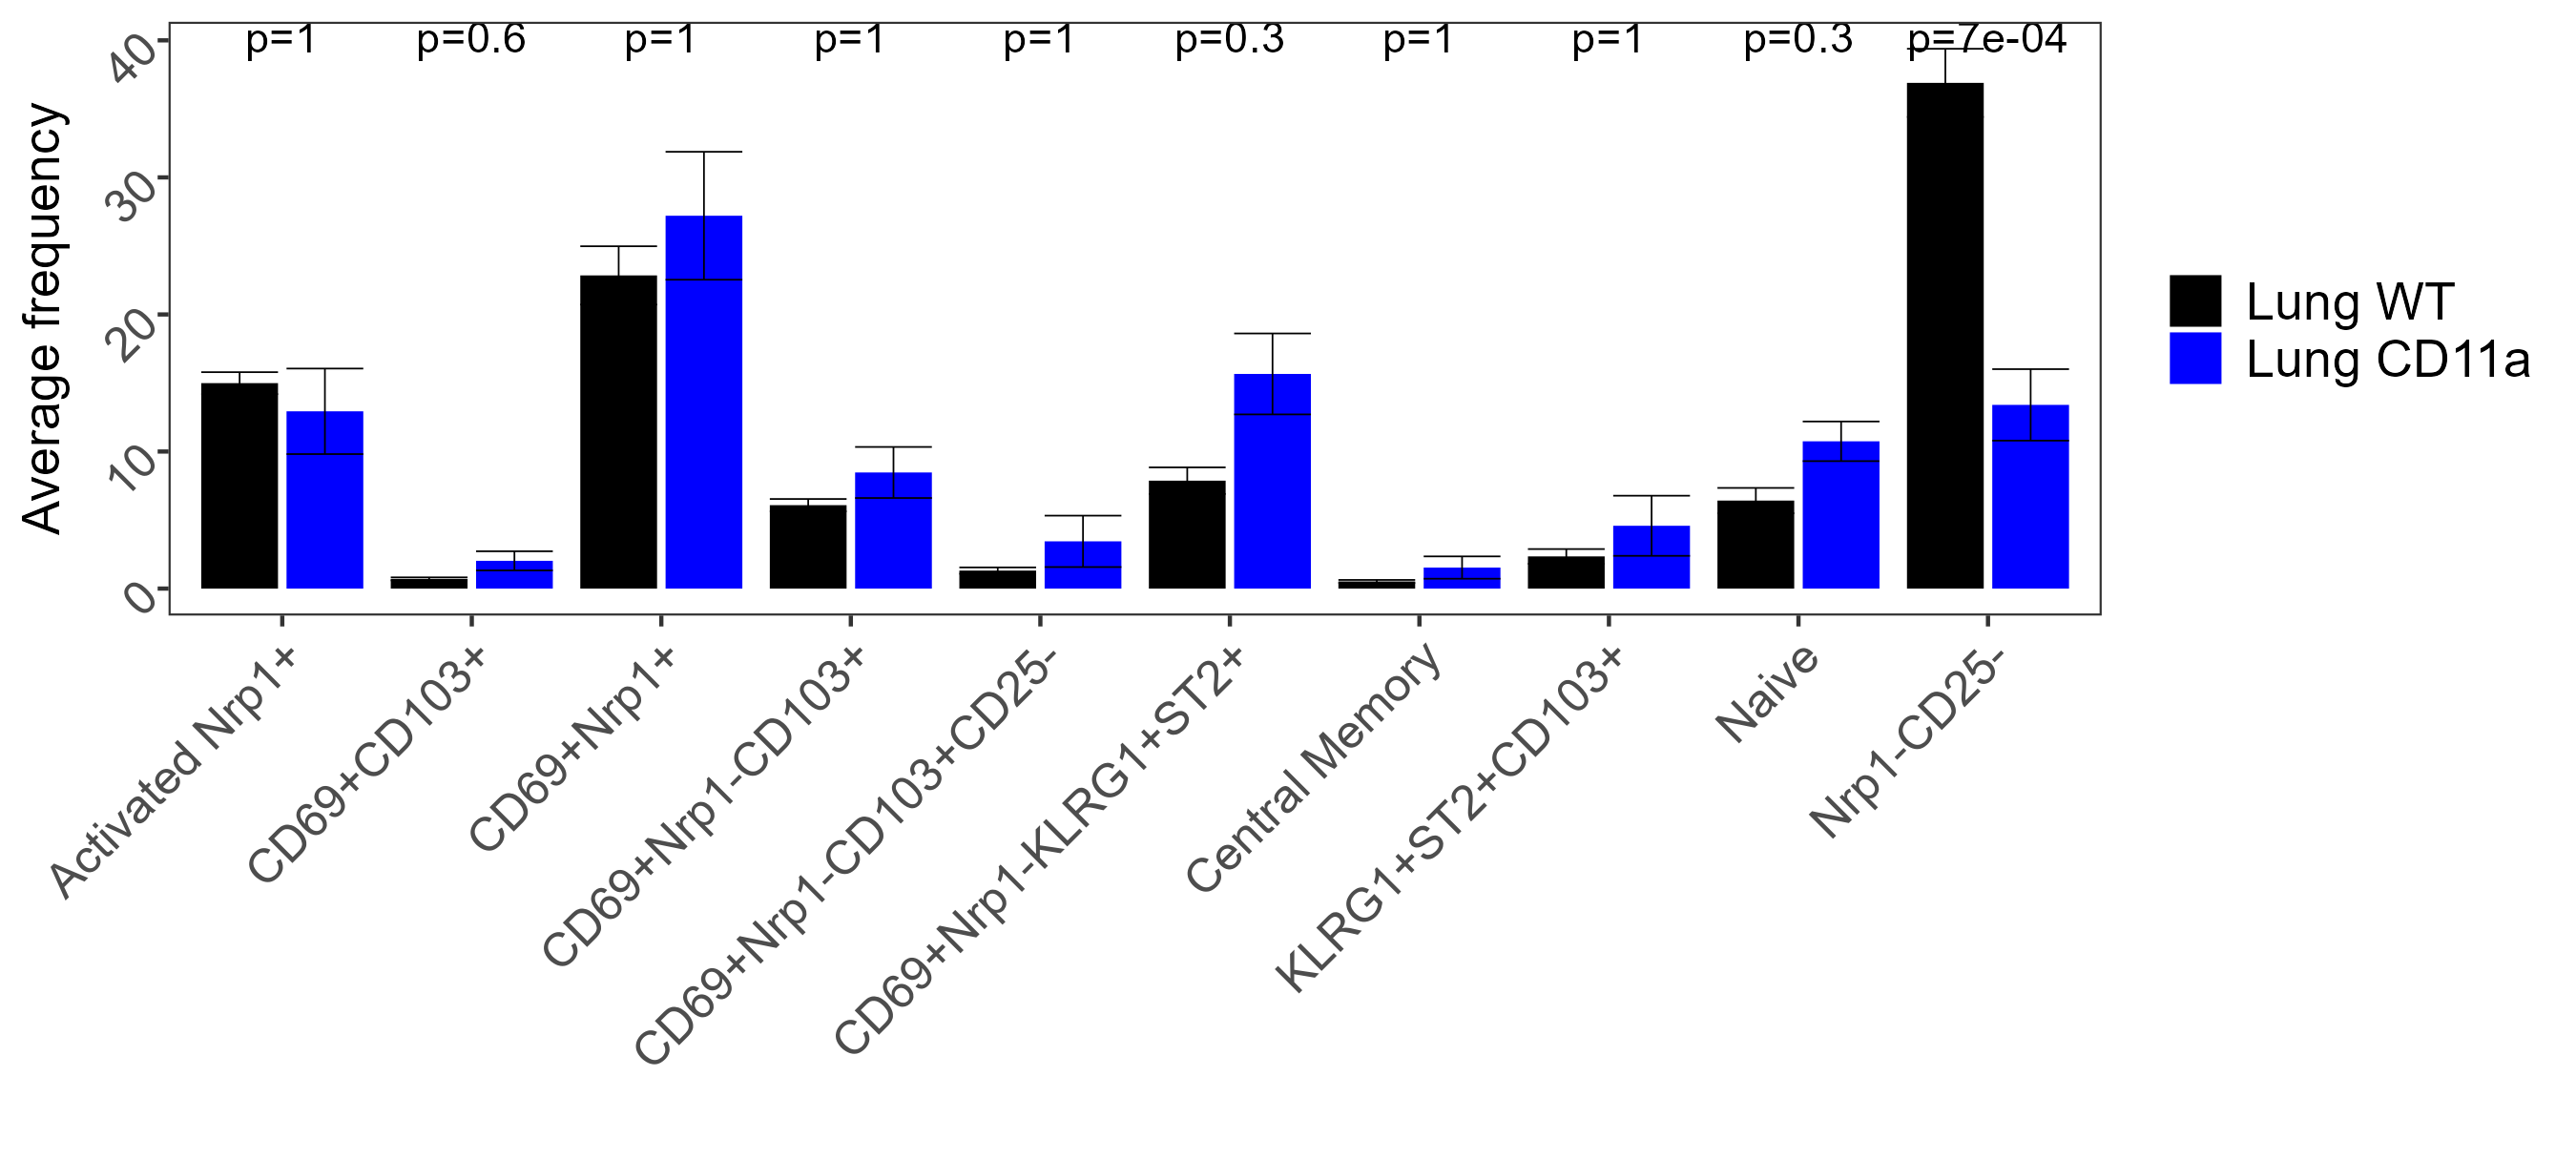 p=1 p=0.6 p=1 p=1 p=1 p=0.3 p=1 p=1 p=0.3 p=7e-04
Average frequency
40
30
20
10
0
Lung WT
Lung CD11a
Activated Nrp1+
CD69+CD103+
CD69+Nrp1+
CD69+Nrp1-CD103+
CD69+Nrp1-CD103+CD25-
CD69+Nrp1-KLRG1+ST2+
Central Memory
KLRG1+ST2+CD103+
Naive
Nrp1-CD25-